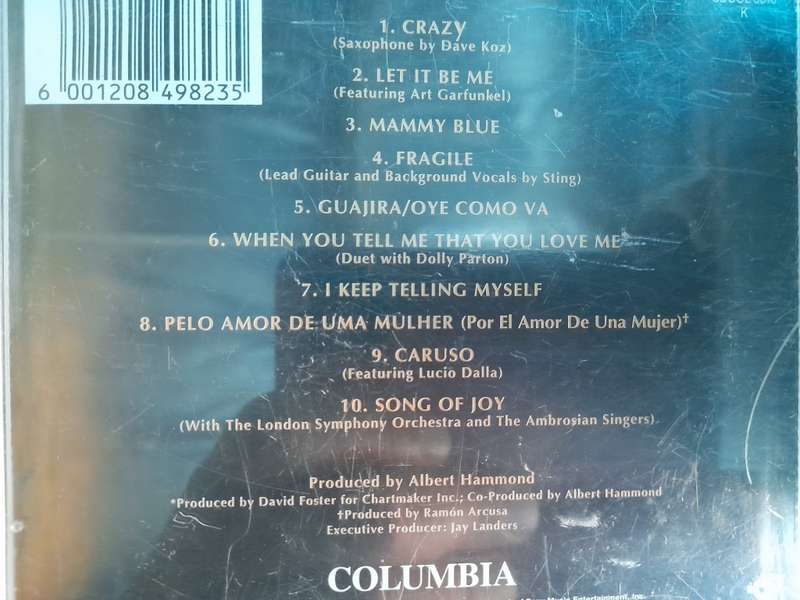 6 001208 498235
K
1. CRAZY
(Saxophone by Dave Koz)
2. LET IT BE ME
(Featuring Art Garfunkel)
3. MAMMY BLUE
4. FRAGILE
(Lead Guitar and Background Vocals by Sting)
5. GUAJIRA/OYE COMO VA
6. WHEN YOU TELL ME THAT YOU LOVE ME
(Duet with Dolly Parton)
7. I KEEP TELLING MYSELF
8. PELO AMOR DE UMA MULHER (Por El Amor De Una Mujer)†
9. CARUSO
(Featuring Lucio Dalla)
10. SONG OF JOY
(With The London Symphony Orchestra and The Ambrosian Singers)
Produced by Albert Hammond
*Produced by David Foster for Chartmaker Inc.; Co-Produced by Albert Hammond
†Produced by Ramón Arcusa
Executive Producer: Jay Landers
COLUMBIA
Music Entertainment, Inc.